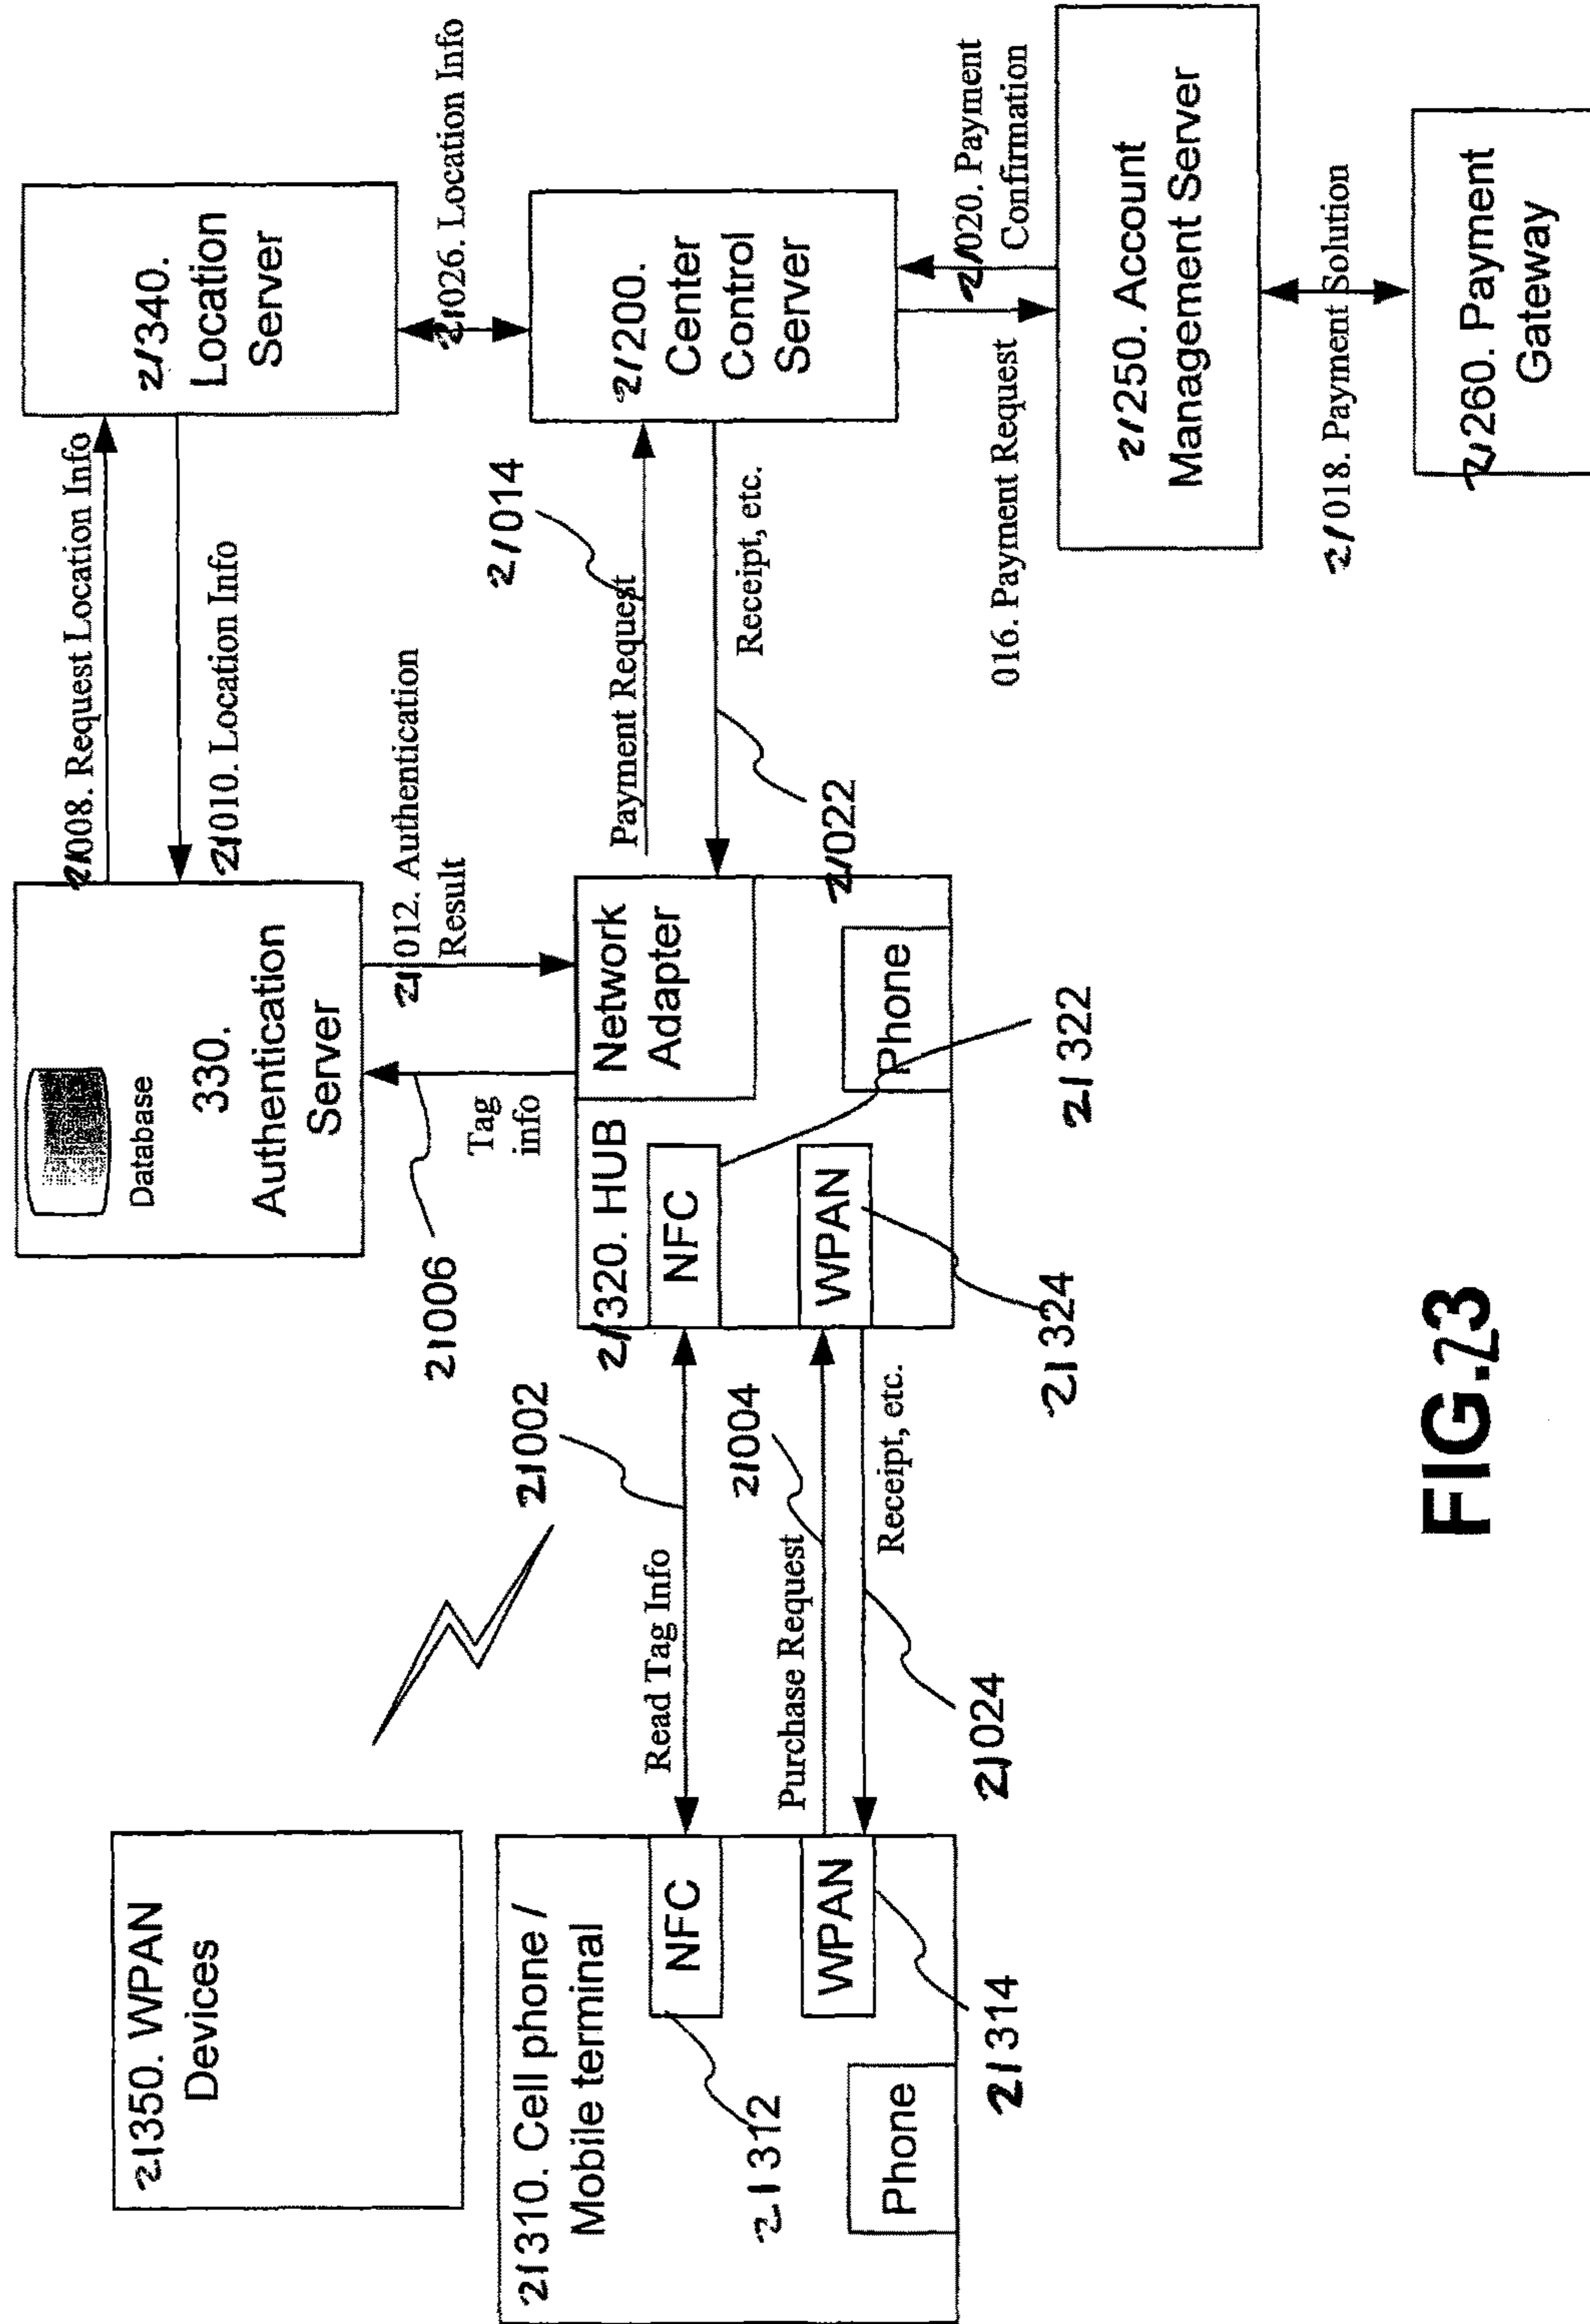 21350. WPAN
Devices
21310. Cell phone /
Mobile terminal
NFC
WPAN
Phone
21312
21314
Read Tag Info
21002
Purchase Request
21004
Receipt, etc.
21024
Database
330.
Authentication
Server
21006
Tag
info
21012. Authentication
Result
21320. HUB
NFC
WPAN
Network
Adapter
Phone
21322
21324
21008. Request Location Info
21010. Location Info
21340.
Location
Server
21026. Location Info
Payment Request
21014
Receipt, etc.
21022
21200.
Center
Control
Server
016. Payment Request
21020. Payment
Confirmation
21250. Account
Management Server
21018. Payment Solution
21260. Payment
Gateway
FIG.23